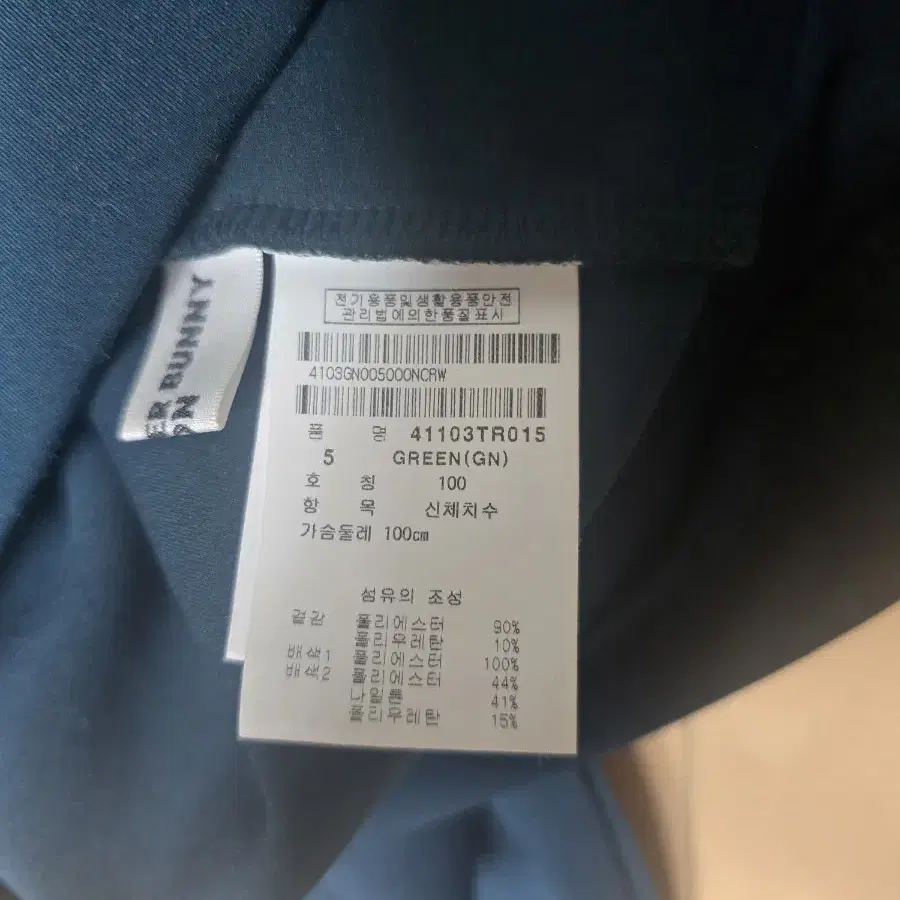 ER BUNNY
전기용품및생활용품안전
관리법에의한품질표시
4103GN005000NCRW
품 명 41103TR015
5 GREEN(GN)
호 칭 100
항 목 신체치수
가슴둘레 100cm
섬유의 조성
겉감 폴리에스터 90%
폴리우레탄 10%
배색1 폴리에스터 100%
배색2 폴리에스터 44%
나일론 41%
폴리우레탄 15%